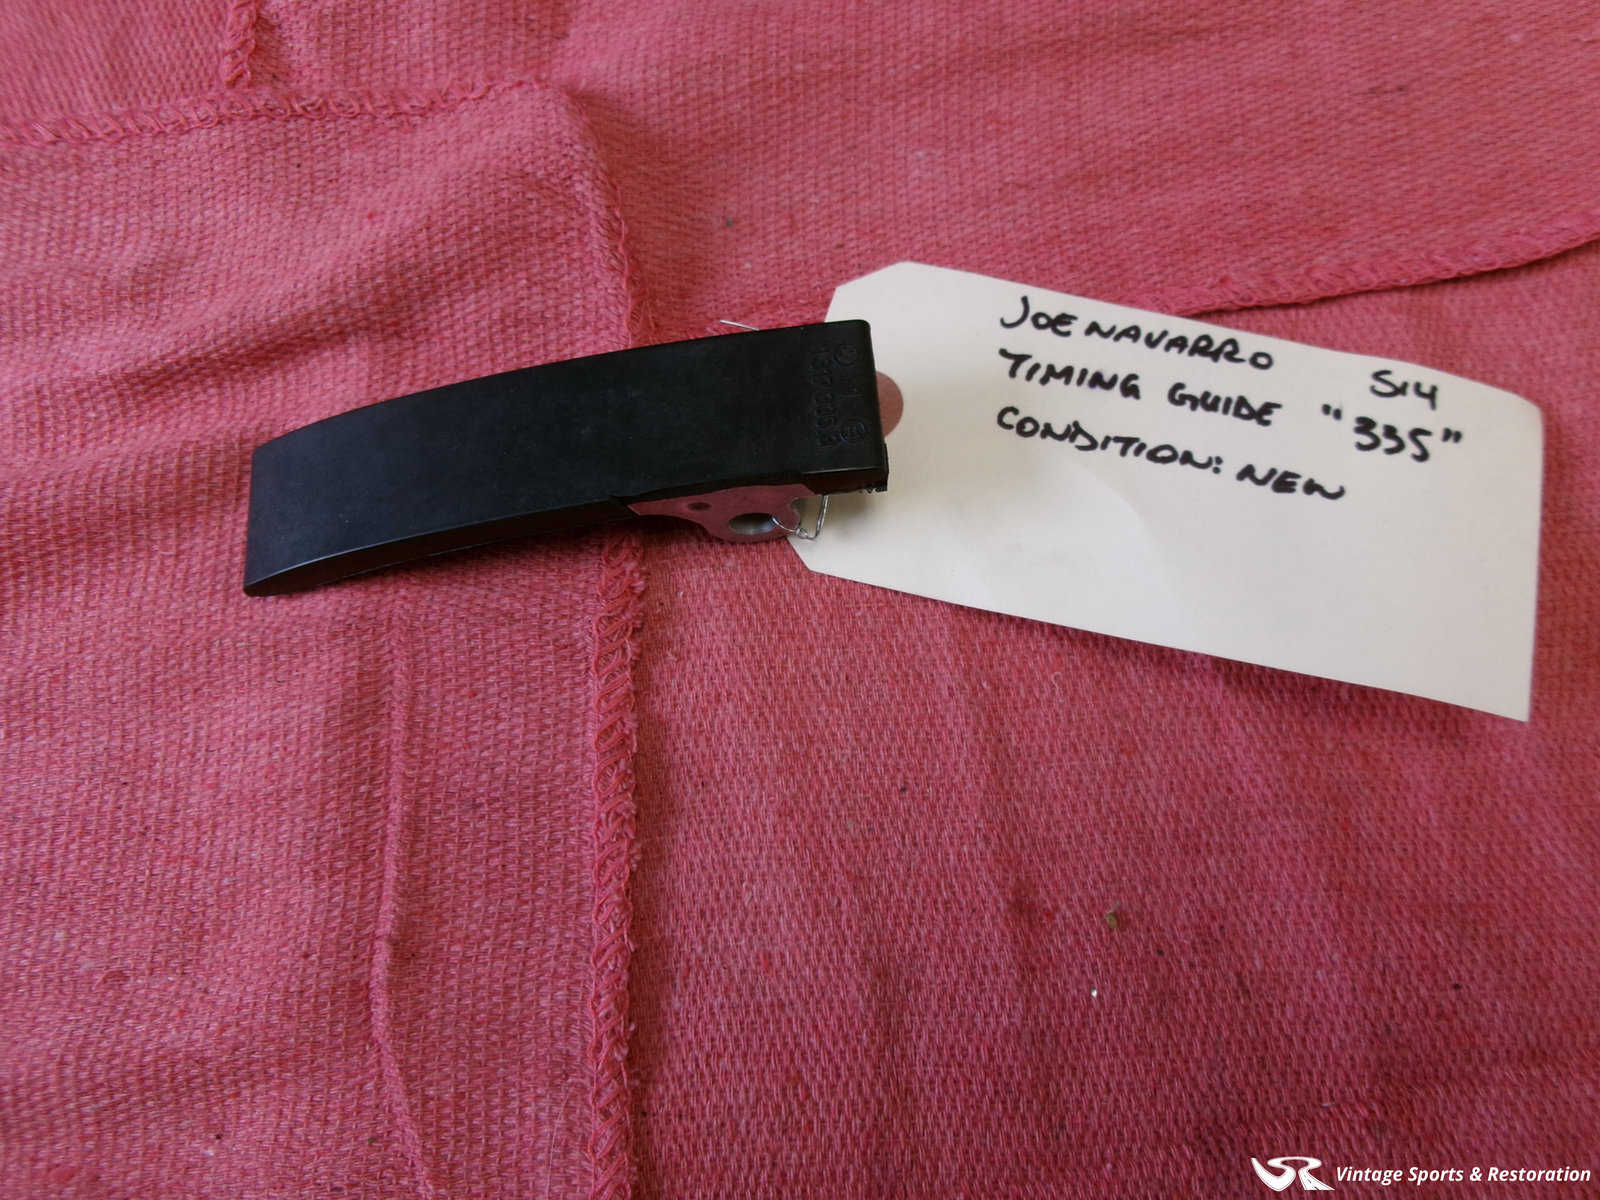 JOE NAVARRO
S14
TIMING GUIDE "335"
CONDITION: NEW
Vintage Sports & Restoration